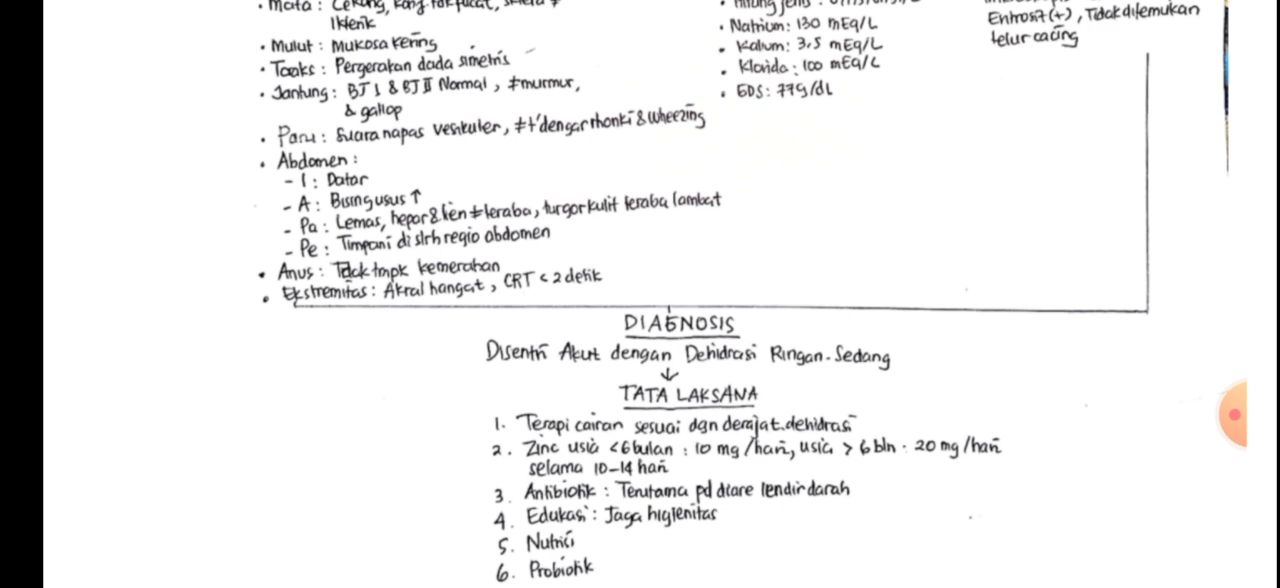 • Mata : Cekung,
Ikterik
• Mulut : Mukosa kering
• Toraks : Pergerakan dada simetris
• Jantung : BJ I & BJ II Normal, ≠ murmur,
& gallop
• Paru : Suara napas vesikuler, ≠ t'dengar rhonki & wheezing
• Abdomen :
- I : Datar
- A : Bising usus ↑
- Pa : Lemas, hepar & lien ≠ teraba, turgor kulit teraba lambat
- Pe : Timpani di slrh regio abdomen
• Anus : Tdak tmpk kemerahan
• Ekstremitas : Akral hangat, CRT < 2 detik
• Hitung jenis :
• Natrium : 130 mEq/L
• Kalium : 3,5 mEq/L
• Klorida : 100 mEq/L
• GDS : 77 g/dL
Eritrosit (+), Tidak ditemukan
telur cacing
DIAGNOSIS
Disentri Akut dengan Dehidrasi Ringan-Sedang
↓
TATA LAKSANA
1. Terapi cairan sesuai dgn derajat dehidrasi
2. Zinc usia < 6 bulan : 10 mg/hari, usia > 6 bln : 20 mg/hari
selama 10-14 hari
3. Antibiotik : Terutama pd diare lendir darah
4. Edukasi : Jaga higienitas
5. Nutrisi
6. Probiotik